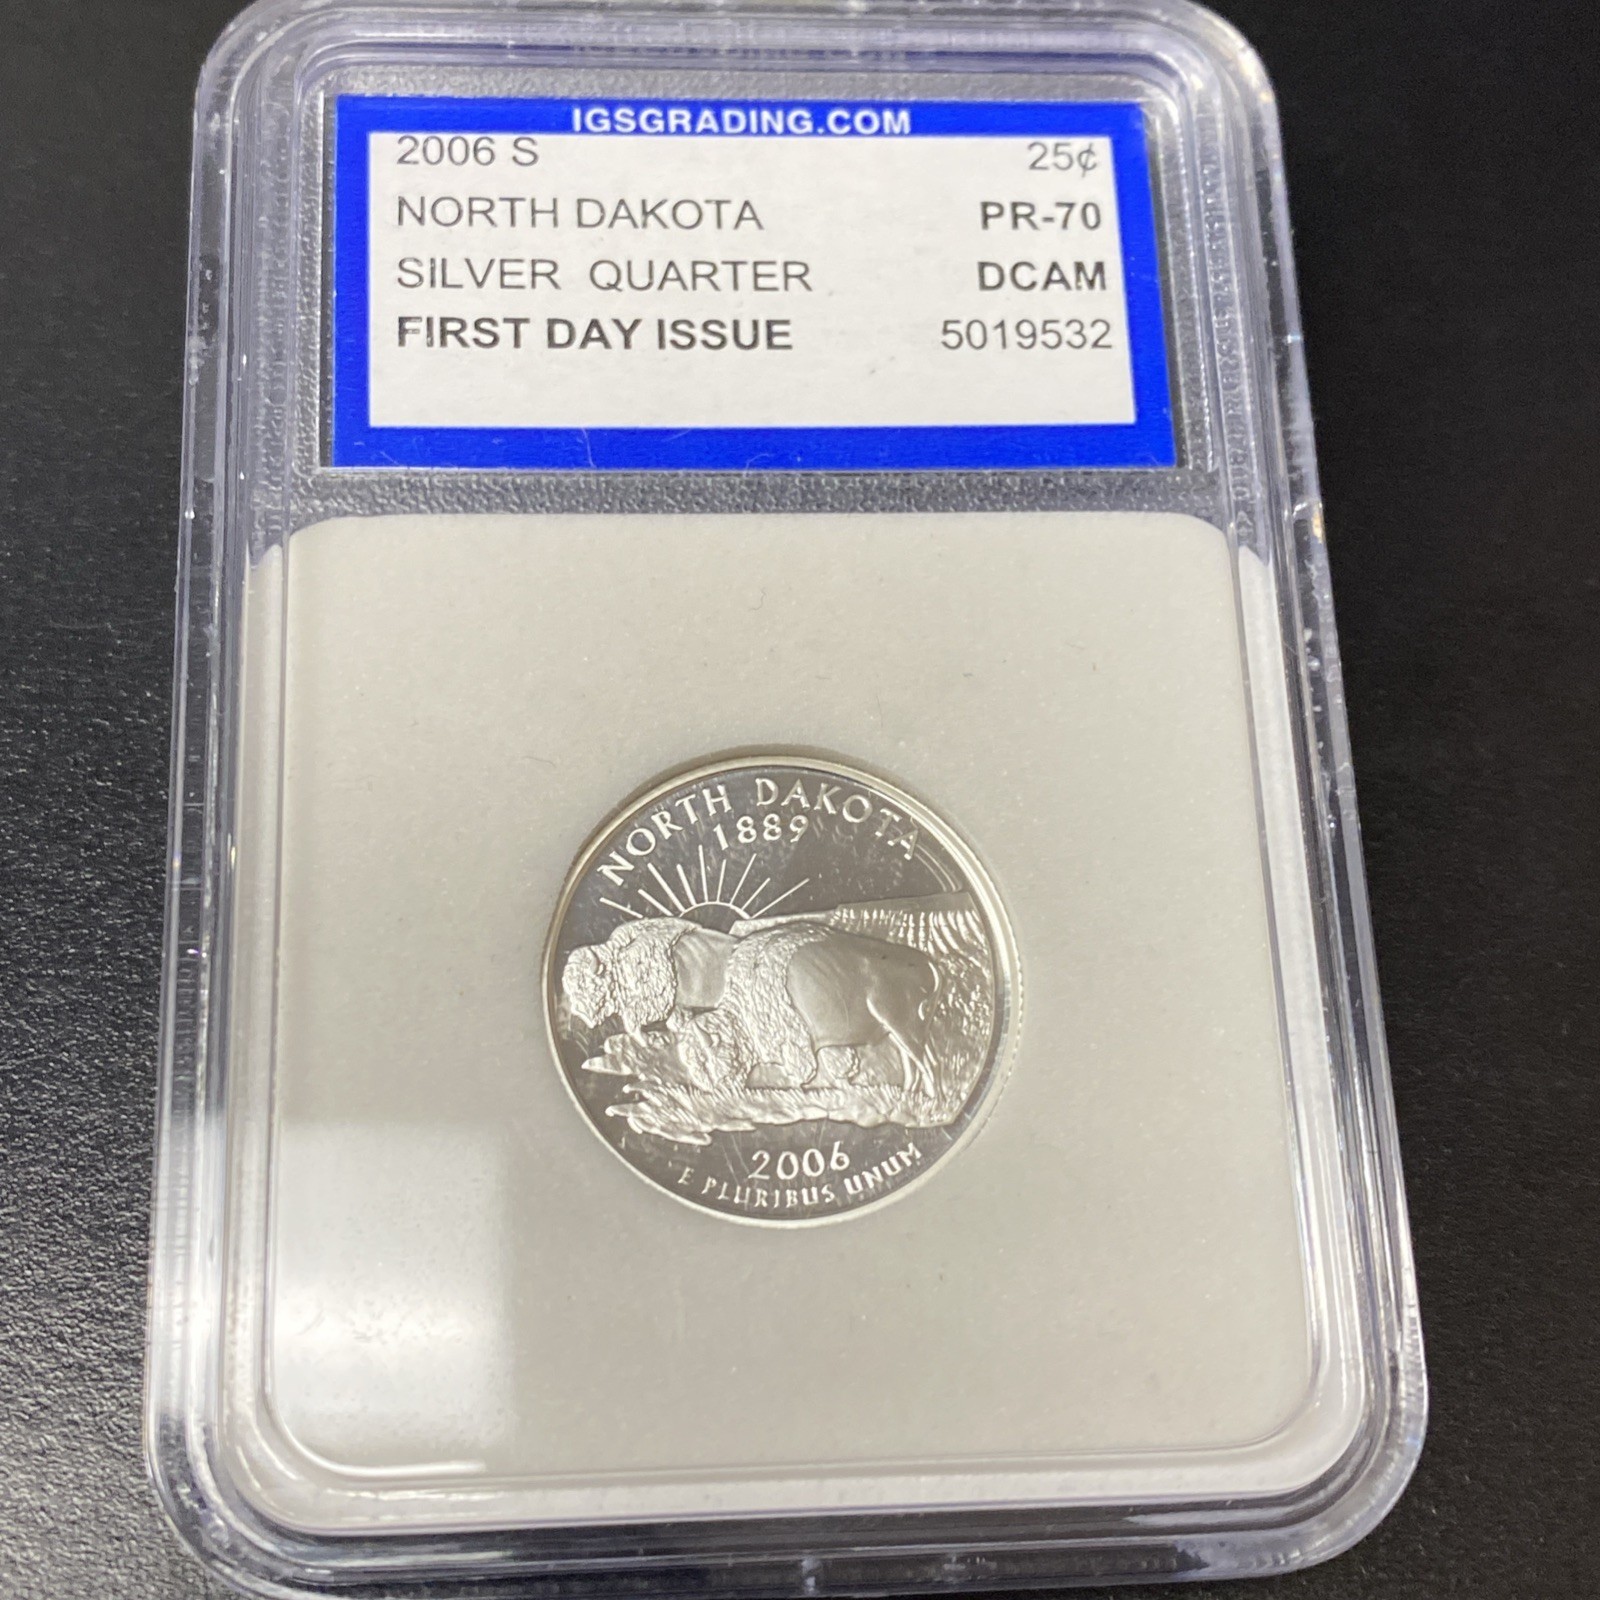 IGSGRADING.COM
2006 S 25¢
NORTH DAKOTA PR-70
SILVER QUARTER DCAM
FIRST DAY ISSUE 5019532
NORTH DAKOTA
1889
2006
E PLURIBUS UNUM